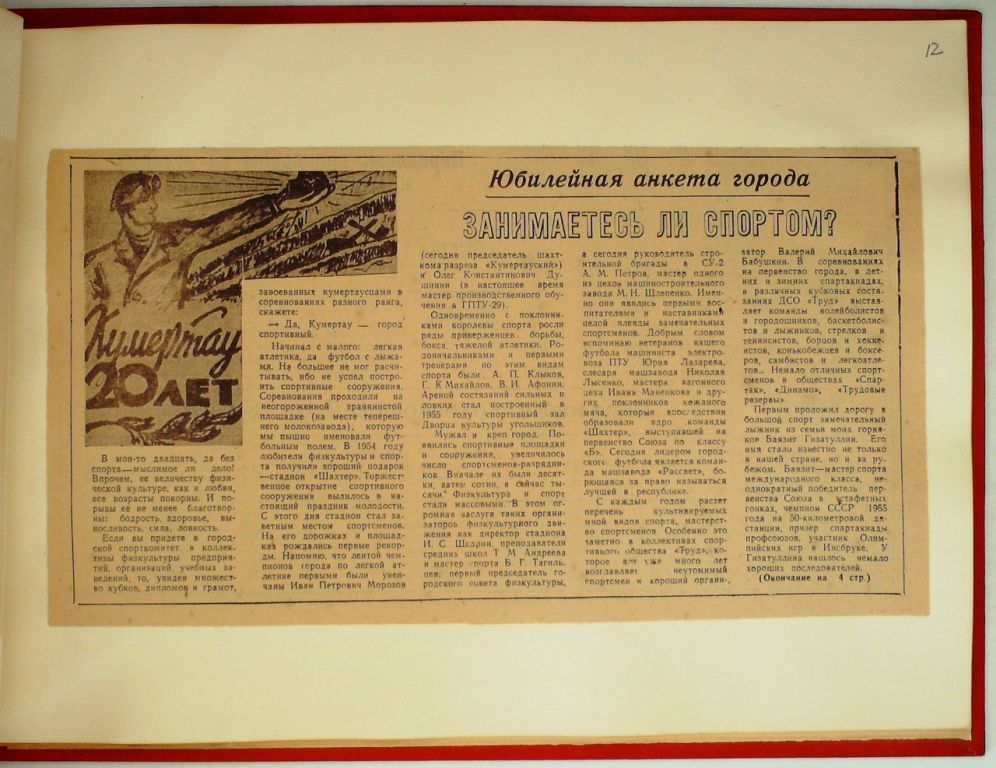 12
Юбилейная анкета города
ЗАНИМАЕТЕСЬ ЛИ СПОРТОМ?
Кумертау
20 ЛЕТ
В мои-то двадцать, да без
спорта—мыслимое ли дело!
Впрочем, ее величеству физи-
ческой культуре, как и любви,
все возрасты покорны. И по-
рывы ее не менее благотвор-
ны: бодрость, здоровье, вы-
носливость, сила, ловкость.
Если вы придете в город-
ской спорткомитет, в коллек-
тивы физкультуры предприя-
тий, организаций, учебных за-
ведений, то, увидев множест-
во кубков, дипломов и грамот,
завоеванных кумертаусцами в
соревнованиях разного ранга,
скажете:
— Да, Кумертау — город
спортивный.
Начинал с малого: легкая
атлетика, да футбол с лыжа-
ми. На большее не мог расчи-
тывать, ибо не успел постро-
ить спортивные сооружения.
Соревнования проходили на
неогороженной травянистой
площадке (на месте тепереш-
него молокозавода), которую
мы пышно именовали фут-
больным полем. В 1954 году
любители физкультуры и спор-
та получили хороший подарок
—стадион «Шахтер». Торжест-
венное открытие спортивного
сооружения вылилось в на-
стоящий праздник молодости.
С этого дня стадион стал за-
ветным местом спортсменов.
На его дорожках и площад-
ках рождались первые рекор-
ды. Напомню, что лентой чем-
пионов города по легкой ат-
летике первыми были увен-
чаны Иван Петрович Морозов
(сегодня председатель шахт-
кома разреза «Кумертауский»)
и Олег Константинович Ду-
шинин (в настоящее время
мастер производственного обу-
чения в ГПТУ-29).
Одновременно с поклонни-
ками королевы спорта росли
ряды приверженцев борьбы,
бокса, тяжелой атлетики. Ро-
доначальниками и первыми
тренерами по этим видам
спорта были А. П. Клыков,
Г. К. Михайлов, В. И. Афонин.
Ареной состязаний сильных и
ловких стал построенный в
1955 году спортивный зал
Дворца культуры угольщиков.
Мужал и креп город. По-
явились спортивные площадки
и сооружения, увеличилось
число спортсменов-разрядни-
ков. Вначале их были десят-
ки, затем сотни, а сейчас ты-
сячи. Физкультура и спорт
стали массовыми. В этом ог-
ромная заслуга таких органи-
заторов физкультурного дви-
жения как директор стадиона
И. С. Шедрин, преподаватели
средних школ Т. М. Андреева
и мастер спорта Б. Г. Тагиль-
цев, первый председатель го-
родского совета физкультуры,
а сегодня руководитель стро-
ительной бригады в СУ-2
А. М. Петров, мастер одного
из цехов машиностроительного
завода М. Н. Шлепенко. Имен-
но они явились первыми вос-
питателями и наставниками
целой плеяды замечательных
спортсменов. Добрым словом
вспоминаю ветеранов нашего
футбола машиниста электро-
воза ПТУ Юрия Лазарева,
слесаря машзавода Николая
Лысенко, мастера вагонного
цеха Ивана Маненкова и дру-
гих поклонников кожаного
мяча, которые впоследствии
образовали ядро команды
«Шахтер», выступавшей на
первенство Союза по классу
«Б». Сегодня лидером город-
ского футбола является коман-
да машзавода «Рассвет», бо-
рющаяся за право называться
лучшей в республике.
С каждым годом растет
перечень культивируемых
мной видов спорта, мастерст-
во спортсменов. Особенно это
заметно в коллективах спор-
тивного общества «Труд», ко-
торое вот уже много лет
возглавляет неутомимый
спортсмен и хороший органи-
затор Валерий Михайлович
Бабушкин. В соревнованиях
на первенство города, в лет-
них и зимних спартакиадах,
в различных кубковых состя-
заниях ДСО «Труд» выстав-
ляет команды волейболистов
и городошников, баскетболис-
тов и лыжников, стрелков и
теннисистов, борцов и хокке-
истов, конькобежцев и боксе-
ров, самбистов и легкоатле-
тов... Немало отличных спорт-
сменов в обществах «Спар-
так», «Динамо», «Трудовые
резервы».
Первым проложил дорогу в
большой спорт замечательный
лыжник из семьи моих горня-
ков Баязит Гизатуллин. Его
имя стало известно не только
в нашей стране, но и за ру-
бежом. Баязит—мастер спорта
международного класса, не-
однократный победитель пер-
венства Союза в эстафетных
гонках, чемпион СССР 1965
года на 50-километровой ди-
станции, призер спартакиады
профсоюзов, участник Олим-
пийских игр в Инсбруке. У
Гизатуллина нашлось немало
хороших последователей.
(Окончание на 4 стр.)